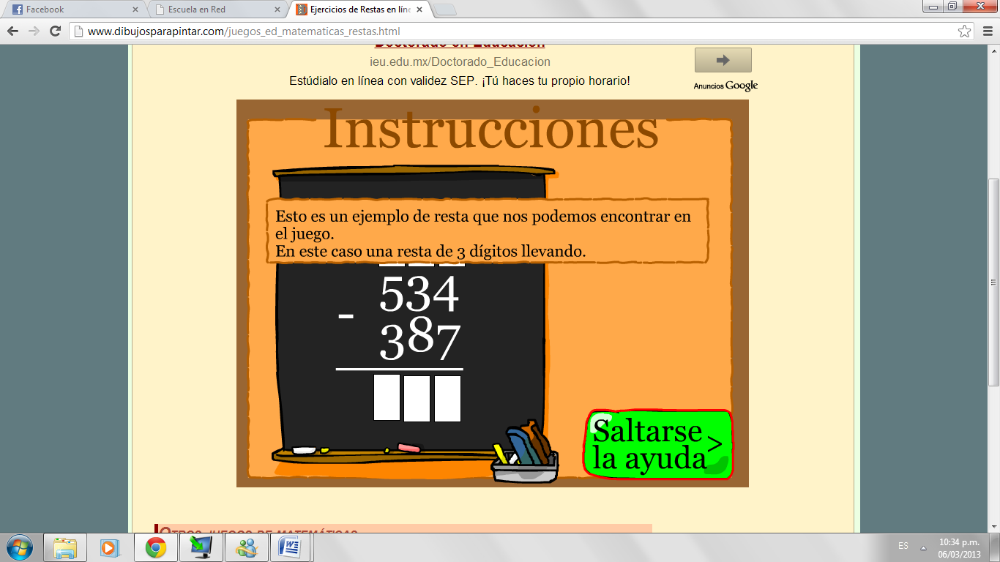 Facebook
Escuela en Red
Ejercicios de Restas en líne
www.dibujosparapintar.com/juegos_ed_matematicas_restas.html
Doctorado en Educación
ieu.edu.mx/Doctorado_Educacion
Estúdialo en línea con validez SEP. ¡Tú haces tu propio horario!
Anuncios Google
Instrucciones
Esto es un ejemplo de resta que nos podemos encontrar en
el juego.
En este caso una resta de 3 dígitos llevando.
534
-
387
Saltarse
la ayuda >
OTROS JUEGOS DE MATEMÁTICAS
ES
10:34 p.m.
06/03/2013